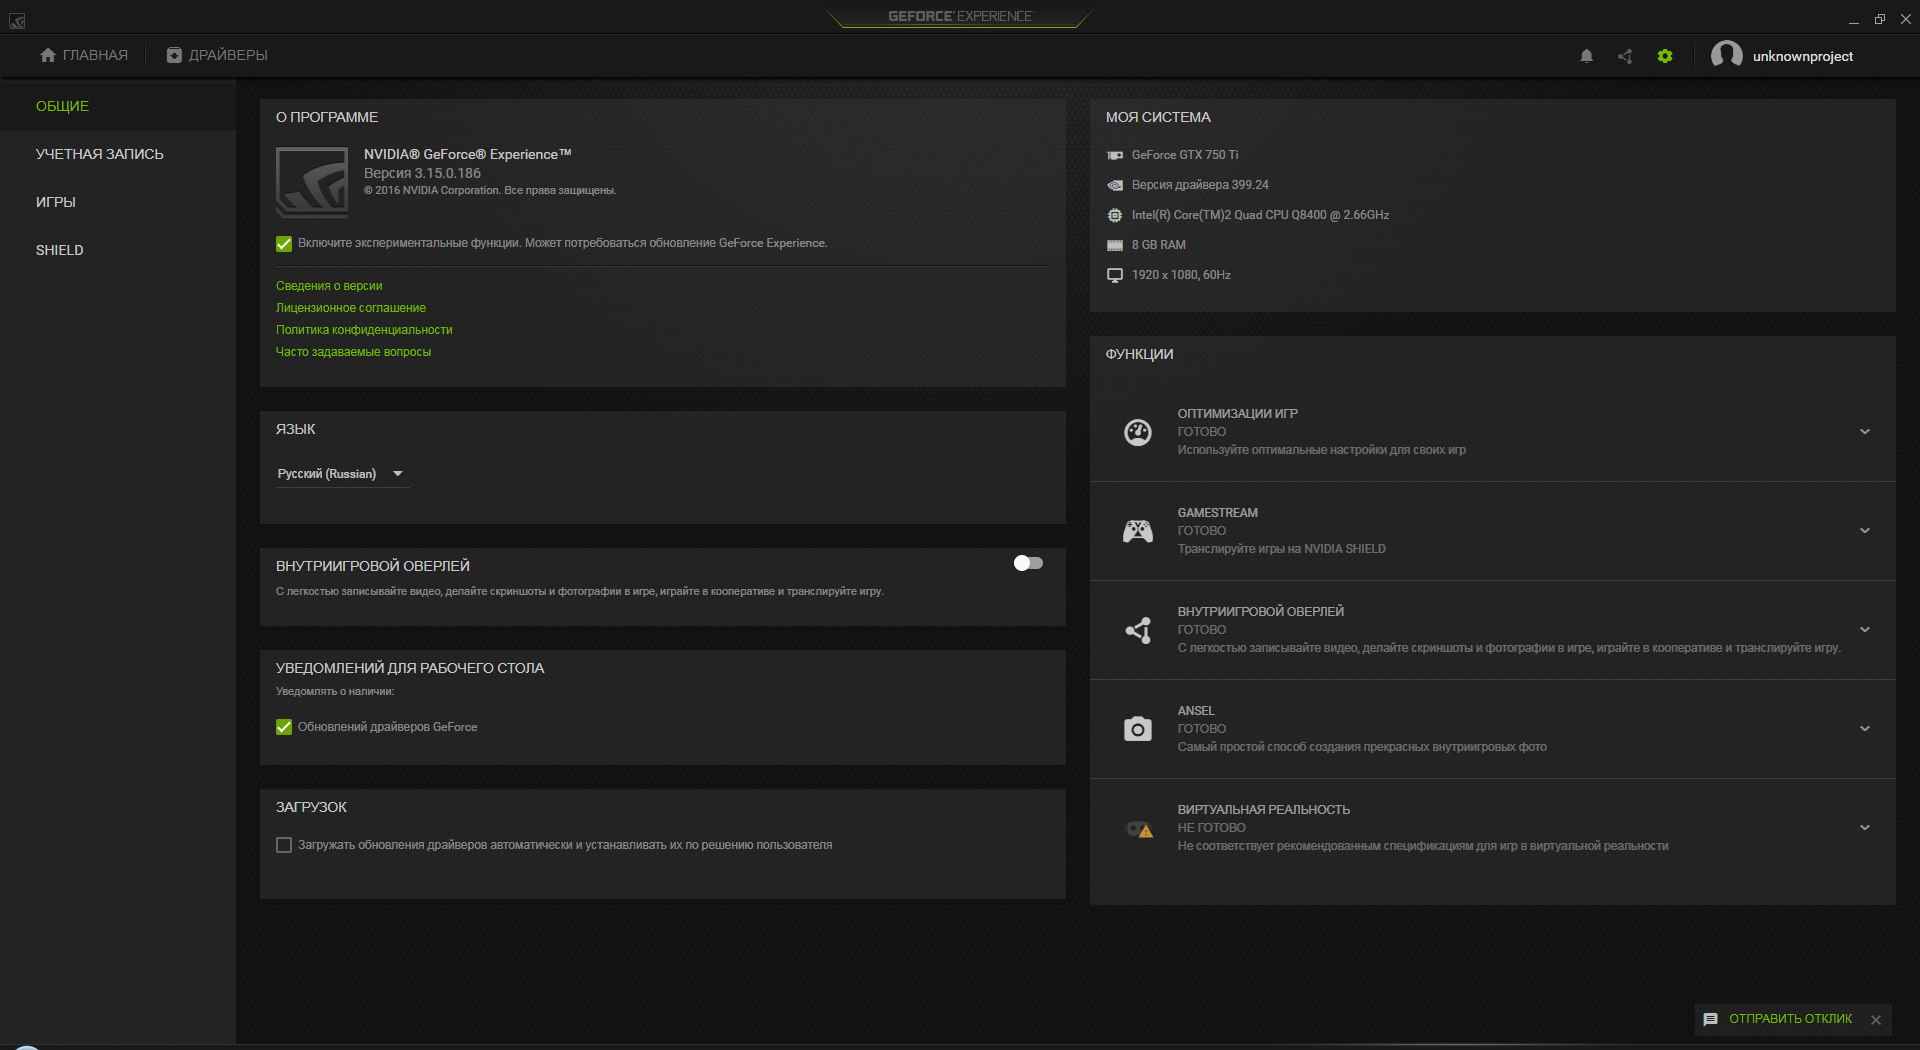 GEFORCE® EXPERIENCE™
ГЛАВНАЯ
ДРАЙВЕРЫ
unknownproject
ОБЩИЕ
УЧЕТНАЯ ЗАПИСЬ
ИГРЫ
SHIELD
О ПРОГРАММЕ
NVIDIA® GeForce® Experience™
Версия 3.15.0.186
© 2016 NVIDIA Corporation. Все права защищены.
Включите экспериментальные функции. Может потребоваться обновление GeForce Experience.
Сведения о версии
Лицензионное соглашение
Политика конфиденциальности
Часто задаваемые вопросы
ЯЗЫК
Русский (Russian)
ВНУТРИИГРОВОЙ ОВЕРЛЕЙ
С легкостью записывайте видео, делайте скриншоты и фотографии в игре, играйте в кооперативе и транслируйте игру.
УВЕДОМЛЕНИЙ ДЛЯ РАБОЧЕГО СТОЛА
Уведомлять о наличии:
Обновлений драйверов GeForce
ЗАГРУЗОК
Загружать обновления драйверов автоматически и устанавливать их по решению пользователя
МОЯ СИСТЕМА
GeForce GTX 750 Ti
Версия драйвера 399.24
Intel(R) Core(TM)2 Quad CPU Q8400 @ 2.66GHz
8 GB RAM
1920 x 1080, 60Hz
ФУНКЦИИ
ОПТИМИЗАЦИИ ИГР
ГОТОВО
Используйте оптимальные настройки для своих игр
GAMESTREAM
ГОТОВО
Транслируйте игры на NVIDIA SHIELD
ВНУТРИИГРОВОЙ ОВЕРЛЕЙ
ГОТОВО
С легкостью записывайте видео, делайте скриншоты и фотографии в игре, играйте в кооперативе и транслируйте игру.
ANSEL
ГОТОВО
Самый простой способ создания прекрасных внутриигровых фото
ВИРТУАЛЬНАЯ РЕАЛЬНОСТЬ
НЕ ГОТОВО
Не соответствует рекомендованным спецификациям для игр в виртуальной реальности
ОТПРАВИТЬ ОТКЛИК